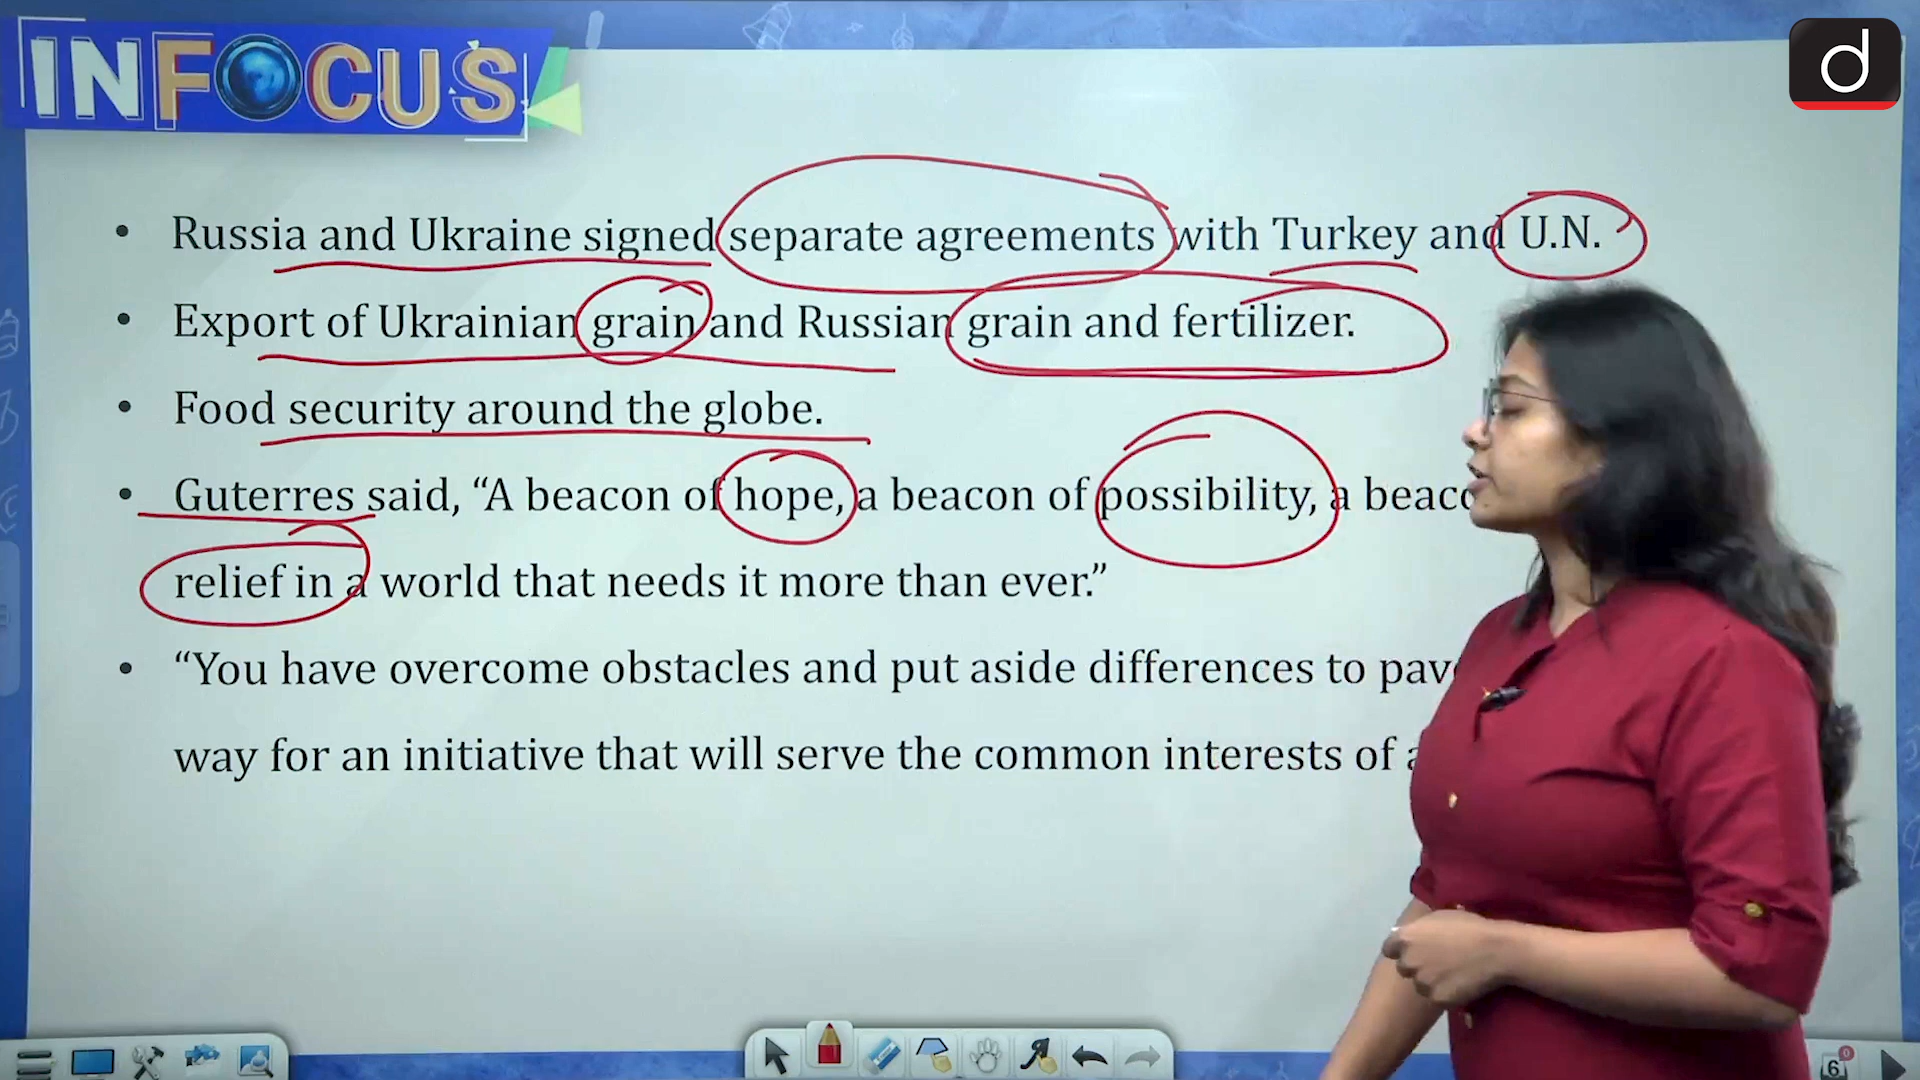 INFOCUS
d
• Russia and Ukraine signed separate agreements with Turkey and U.N.
• Export of Ukrainian grain and Russian grain and fertilizer.
• Food security around the globe.
• Guterres said, “A beacon of hope, a beacon of possibility, a
relief in a world that needs it more than ever.”
• “You have overcome obstacles and put aside differences to
way for an initiative that will serve the common interests of
6
0